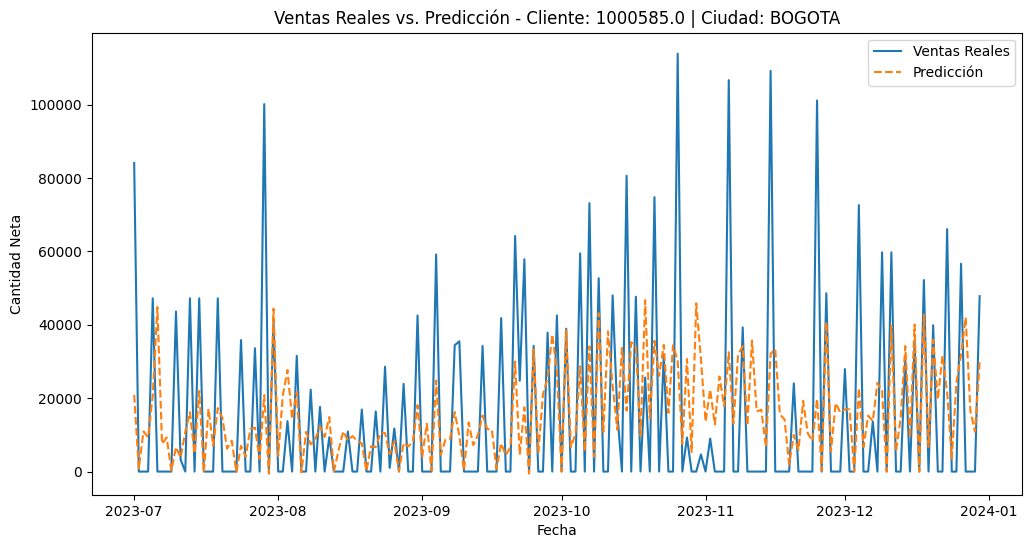 Ventas Reales vs. Predicción - Cliente: 1000585.0 | Ciudad: BOGOTA
Ventas Reales
Predicción
Cantidad Neta
100000
80000
60000
40000
20000
0
2023-07
2023-08
2023-09
2023-10
2023-11
2023-12
2024-01
Fecha